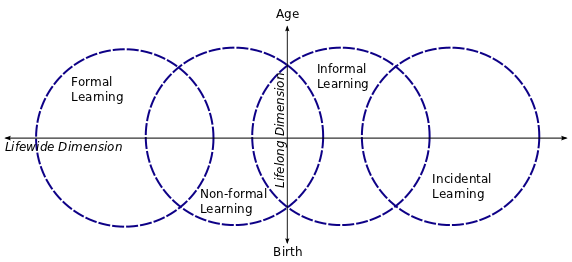 Age
Formal
Learning
Informal
Learning
Lifelong Dimension
Lifewide Dimension
Non-formal
Learning
Incidental
Learning
Birth